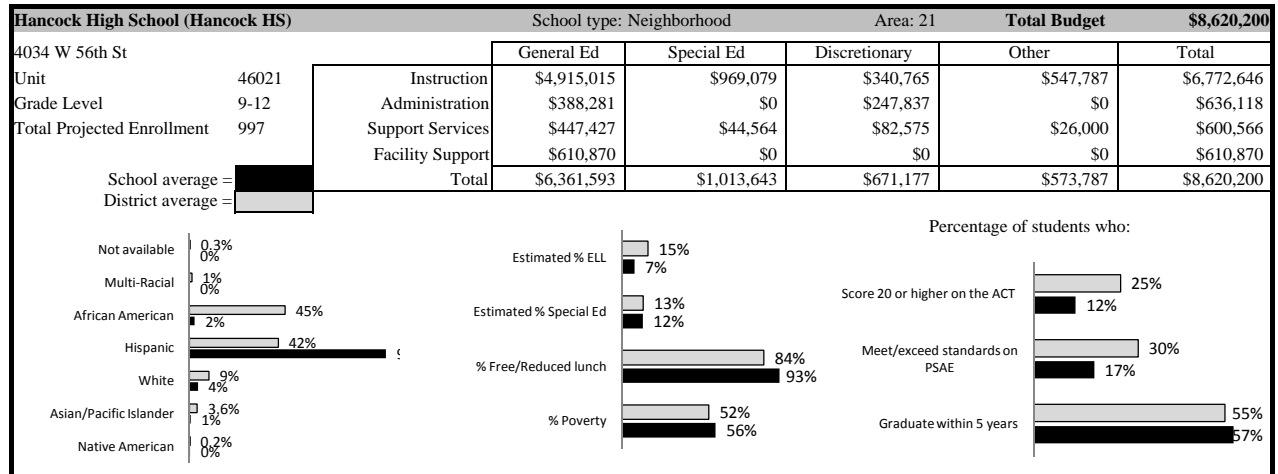 Hancock High School (Hancock HS) School type: Neighborhood Area: 21 Total Budget $8,620,200
4034 W 56th St General Ed Special Ed Discretionary Other Total
Unit 46021 Instruction $4,915,015 $969,079 $340,765 $547,787 $6,772,646
Grade Level 9-12 Administration $388,281 $0 $247,837 $0 $636,118
Total Projected Enrollment 997 Support Services $447,427 $44,564 $82,575 $26,000 $600,566
Facility Support $610,870 $0 $0 $0 $610,870
School average = Total $6,361,593 $1,013,643 $671,177 $573,787 $8,620,200
District average =
Not available 0.3% 0%
Multi-Racial 1% 0%
African American 45% 2%
Hispanic 42%
White 9% 4%
Asian/Pacific Islander 3.6% 1%
Native American 0.2% 0%
Estimated % ELL 15% 7%
Estimated % Special Ed 13% 12%
% Free/Reduced lunch 84% 93%
% Poverty 52% 56%
Percentage of students who:
Score 20 or higher on the ACT 25% 12%
Meet/exceed standards on
PSAE 30% 17%
Graduate within 5 years 55% 57%